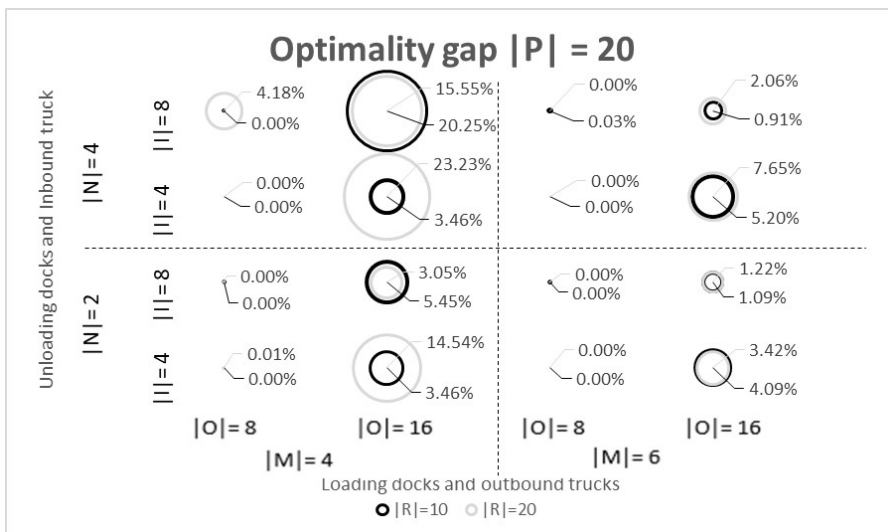 Optimality gap |P| = 20
Unloading docks and Inbound truck
|N|=4
|I|=8
4.18%
0.00%
15.55%
20.25%
0.00%
0.03%
2.06%
0.91%
|I|=4
0.00%
0.00%
23.23%
3.46%
0.00%
0.00%
7.65%
5.20%
|N|=2
|I|=8
0.00%
0.00%
3.05%
5.45%
0.00%
0.00%
1.22%
1.09%
|I|=4
0.01%
0.00%
14.54%
3.46%
0.00%
0.00%
3.42%
4.09%
|O|=8
|O|=16
|O|=8
|O|=16
|M|=4
|M|=6
Loading docks and outbound trucks
|R|=10
|R|=20